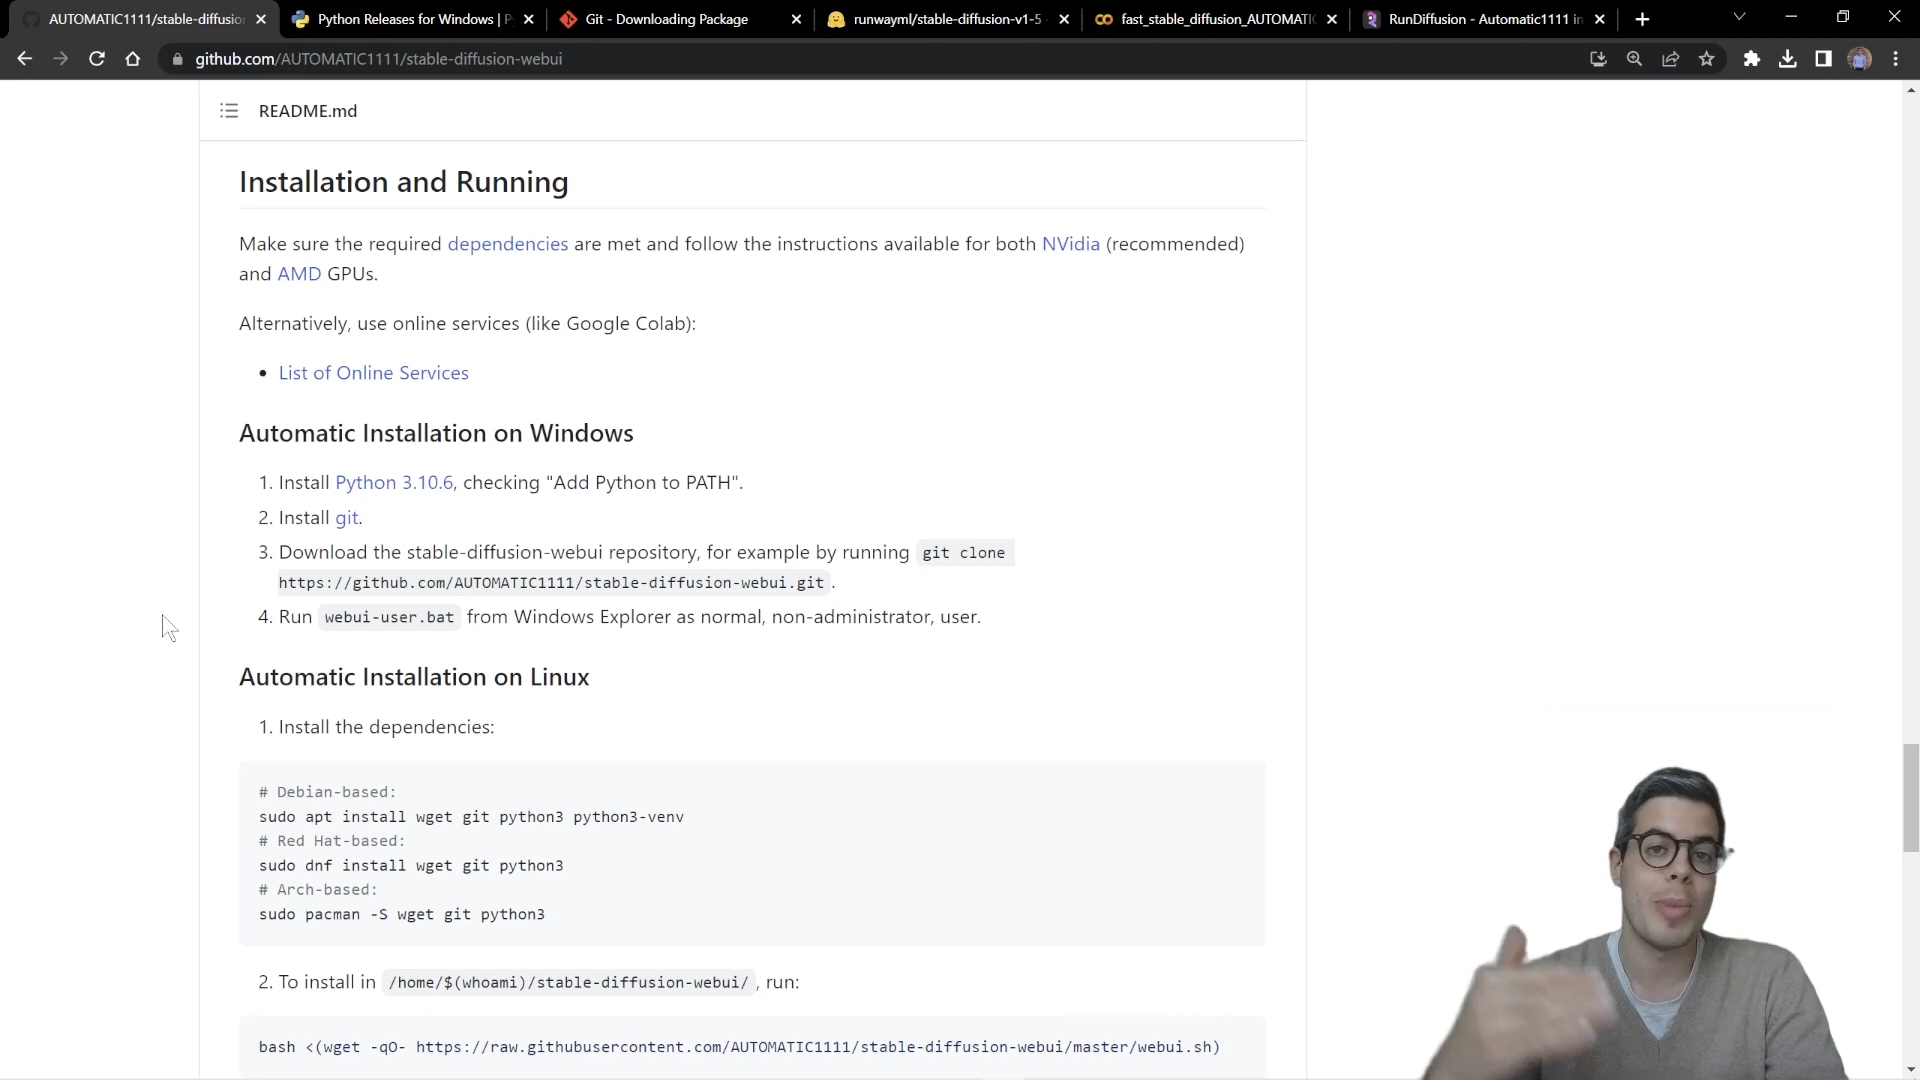 AUTOMATIC1111/stable-diffusion
Python Releases for Windows | P
Git - Downloading Package
runwayml/stable-diffusion-v1-5
fast_stable_diffusion_AUTOMATIC
RunDiffusion - Automatic1111 in
github.com/AUTOMATIC1111/stable-diffusion-webui
README.md
Installation and Running
Make sure the required dependencies are met and follow the instructions available for both NVidia (recommended)
and AMD GPUs.
Alternatively, use online services (like Google Colab):
• List of Online Services
Automatic Installation on Windows
1. Install Python 3.10.6, checking "Add Python to PATH".
2. Install git.
3. Download the stable-diffusion-webui repository, for example by running git clone
https://github.com/AUTOMATIC1111/stable-diffusion-webui.git.
4. Run webui-user.bat from Windows Explorer as normal, non-administrator, user.
Automatic Installation on Linux
1. Install the dependencies:
# Debian-based:
sudo apt install wget git python3 python3-venv
# Red Hat-based:
sudo dnf install wget git python3
# Arch-based:
sudo pacman -S wget git python3
2. To install in /home/$(whoami)/stable-diffusion-webui/, run:
bash <(wget -qO- https://raw.githubusercontent.com/AUTOMATIC1111/stable-diffusion-webui/master/webui.sh)